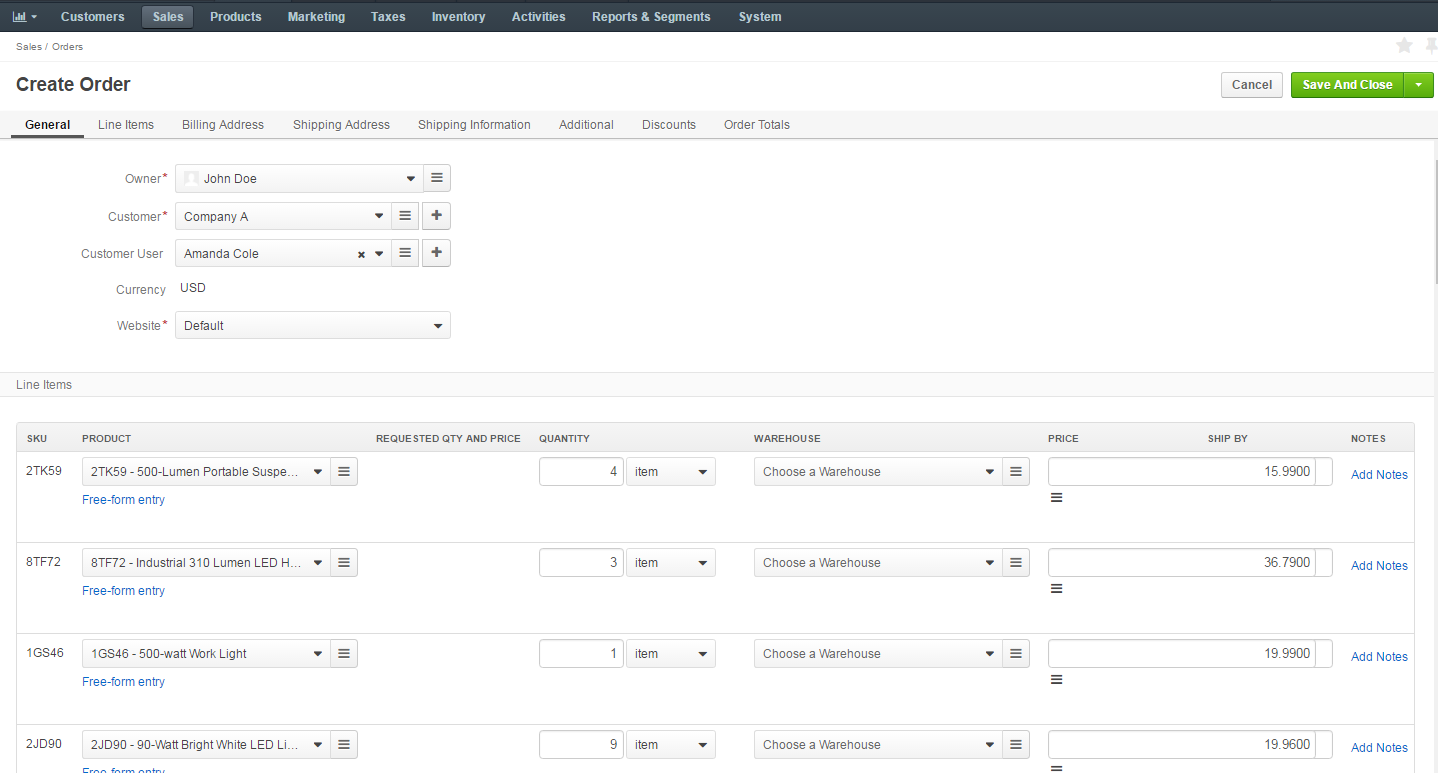 Customers Sales Products Marketing Taxes Inventory Activities Reports & Segments System
Sales / Orders
Create Order Cancel Save And Close
General Line Items Billing Address Shipping Address Shipping Information Additional Discounts Order Totals
Owner* John Doe
Customer* Company A
Customer User Amanda Cole
Currency USD
Website* Default
Line Items
SKU PRODUCT REQUESTED QTY AND PRICE QUANTITY WAREHOUSE PRICE SHIP BY NOTES
2TK59 2TK59 - 500-Lumen Portable Suspe... 4 item Choose a Warehouse 15.9900 Add Notes
Free-form entry
8TF72 8TF72 - Industrial 310 Lumen LED H... 3 item Choose a Warehouse 36.7900 Add Notes
Free-form entry
1GS46 1GS46 - 500-watt Work Light 1 item Choose a Warehouse 19.9900 Add Notes
Free-form entry
2JD90 2JD90 - 90-Watt Bright White LED Li... 9 item Choose a Warehouse 19.9600 Add Notes
Free-form entry